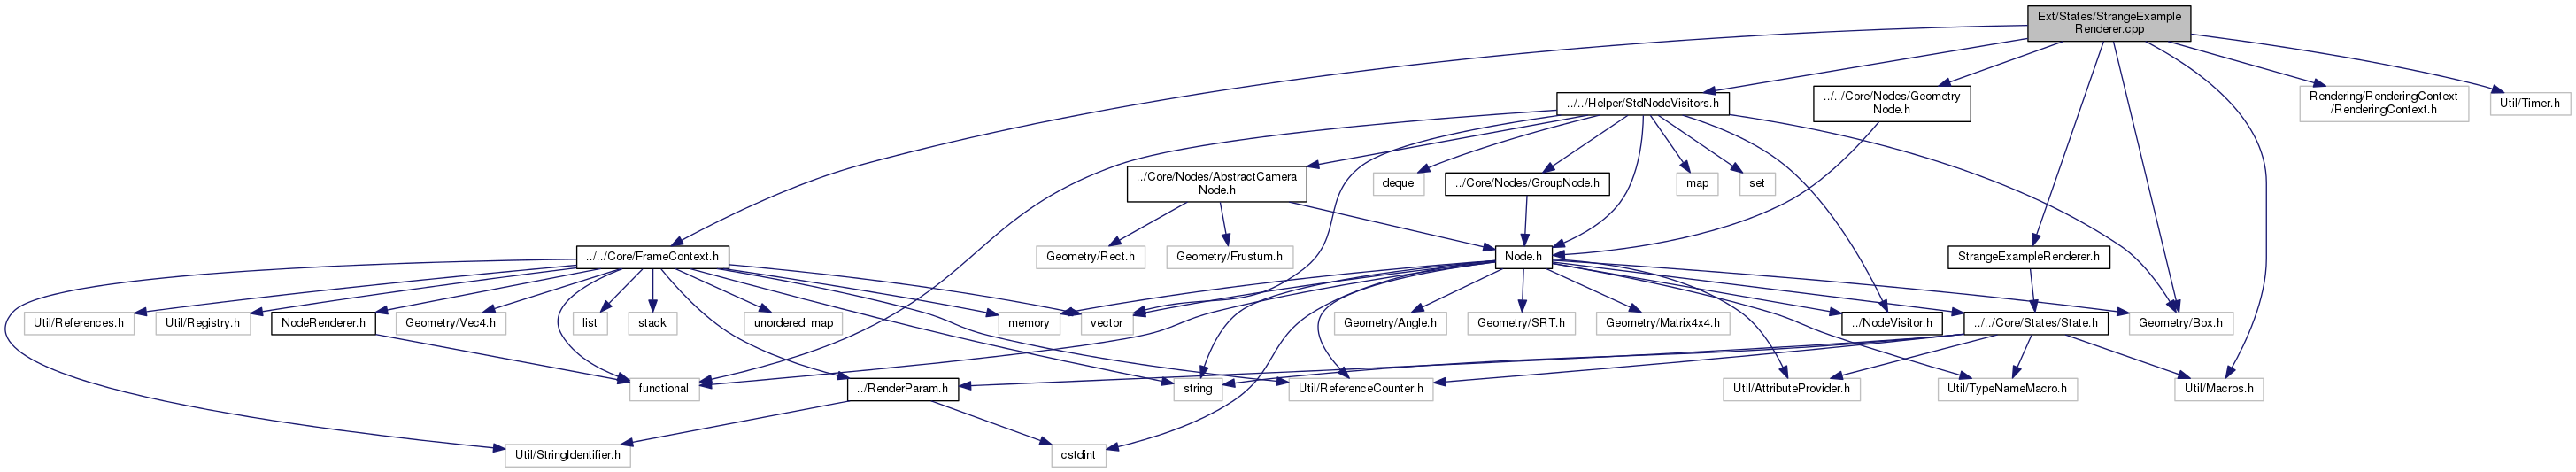 Ext/States/StrangeExample
Renderer.cpp
../../Helper/StdNodeVisitors.h
../../Core/Nodes/Geometry
Node.h
Rendering/RenderingContext
/RenderingContext.h
Util/Timer.h
../Core/Nodes/AbstractCamera
Node.h
deque
../Core/Nodes/GroupNode.h
map
set
../../Core/FrameContext.h
Geometry/Rect.h
Geometry/Frustum.h
Node.h
StrangeExampleRenderer.h
Util/References.h
Util/Registry.h
NodeRenderer.h
Geometry/Vec4.h
list
stack
unordered_map
memory
vector
Geometry/Angle.h
Geometry/SRT.h
Geometry/Matrix4x4.h
../NodeVisitor.h
../../Core/States/State.h
Geometry/Box.h
functional
../RenderParam.h
string
Util/ReferenceCounter.h
Util/AttributeProvider.h
Util/TypeNameMacro.h
Util/Macros.h
Util/StringIdentifier.h
cstdint